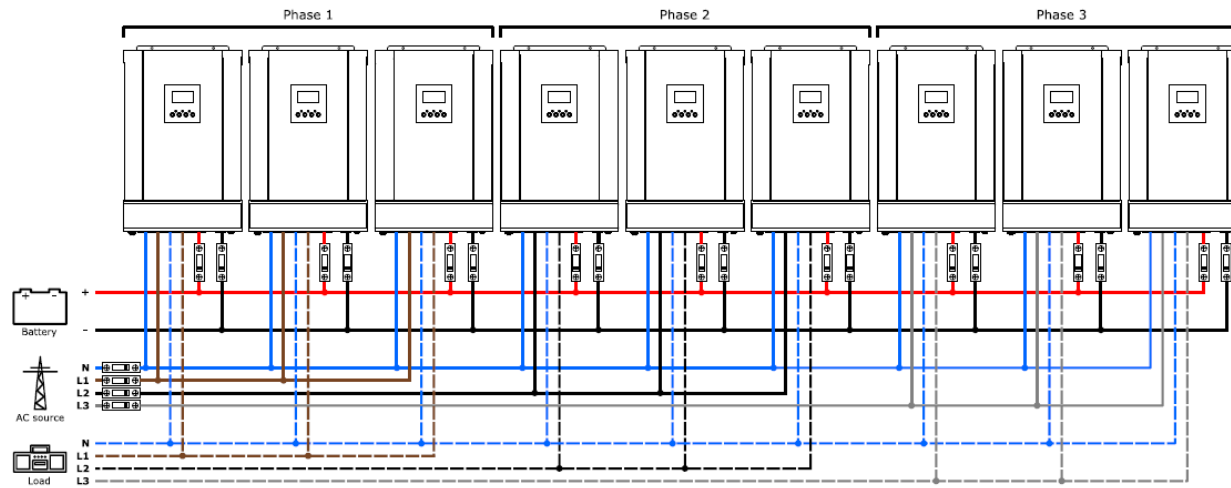 Phase 1 Phase 2 Phase 3
+
Battery
-
N
L1
L2
L3
AC source
N
L1
L2
L3
Load